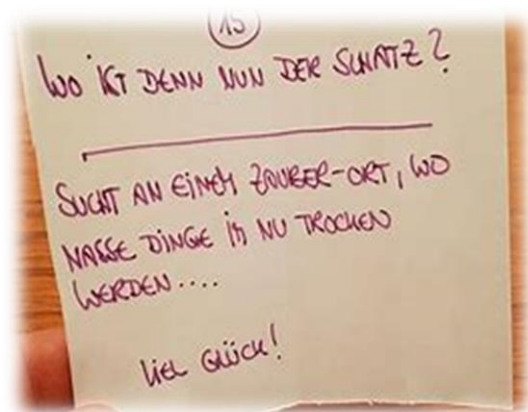 15
WO IST DENN NUN DER SCHATZ?
SUCHT AN EINEM ZAUBER-ORT, WO
NASSE DINGE IM NU TROCKEN
WERDEN....
VIEL GLÜCK!